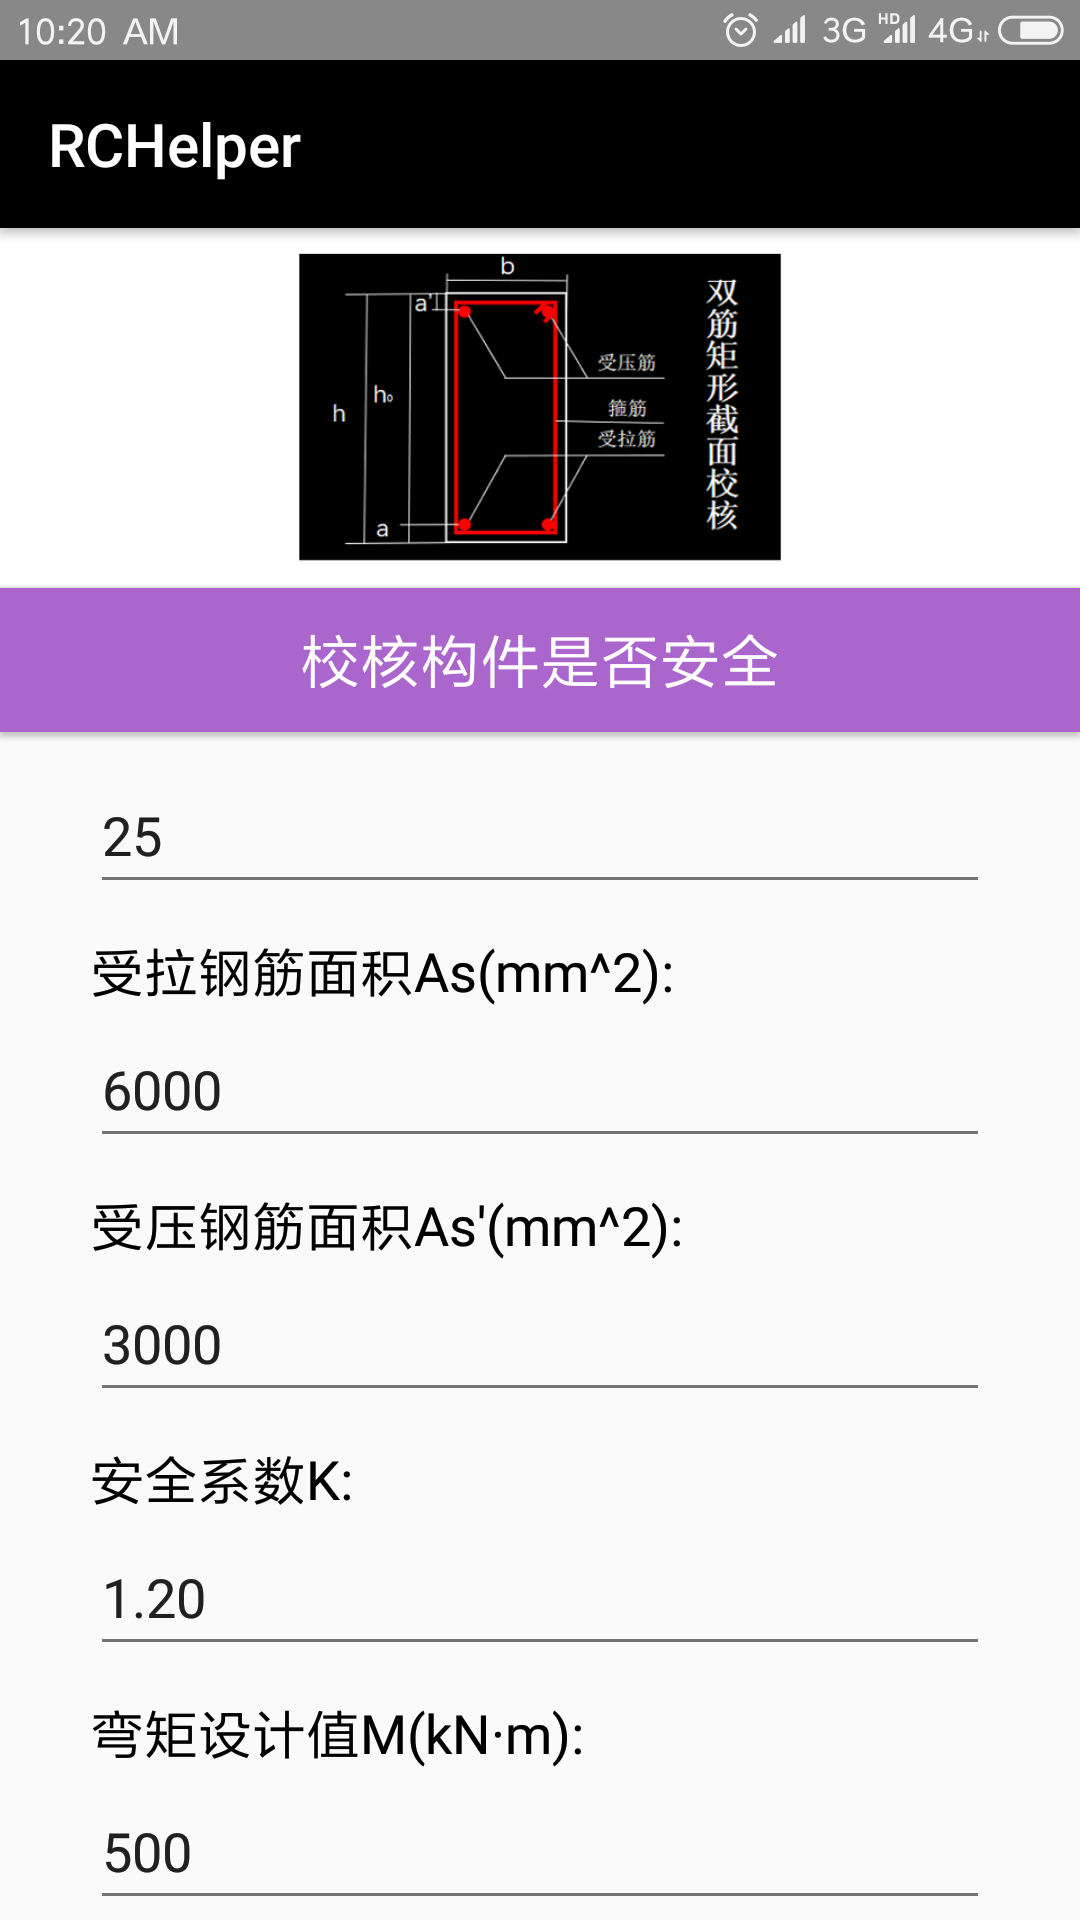 10:20 AM
3G HD 4G
RCHelper
b
a'
受压筋
h₀
h
箍筋
受拉筋
a
双筋矩形截面校核
校核构件是否安全
25
受拉钢筋面积As(mm^2):
6000
受压钢筋面积As'(mm^2):
3000
安全系数K:
1.20
弯矩设计值M(kN·m):
500